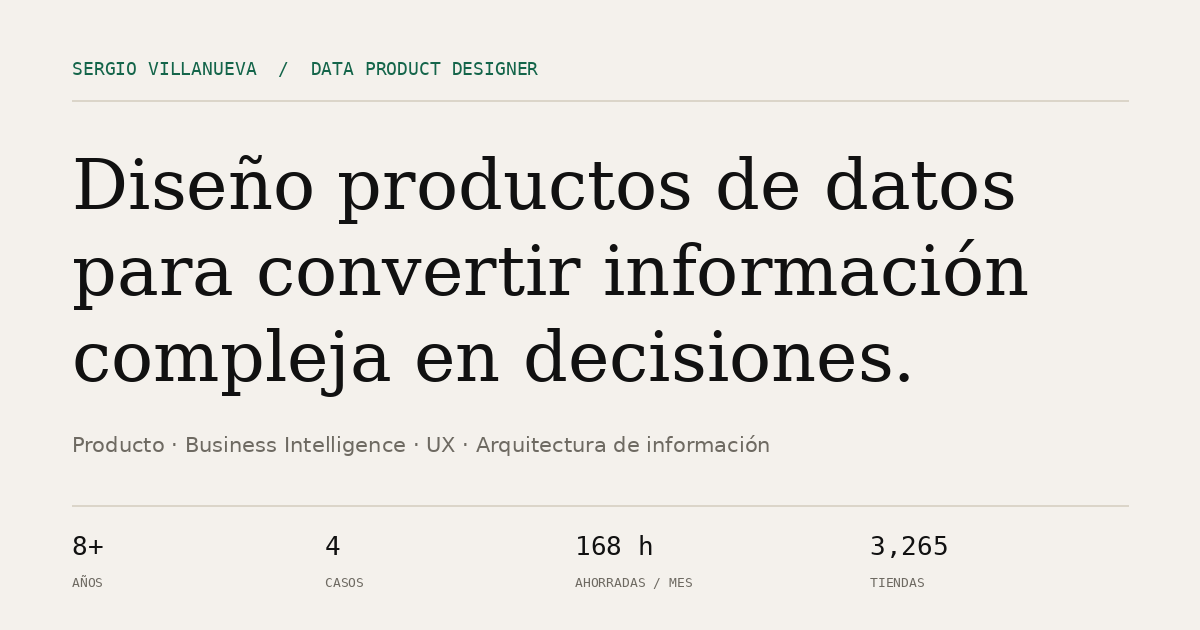 SERGIO VILLANUEVA / DATA PRODUCT DESIGNER
Diseño productos de datos
para convertir información
compleja en decisiones.
Producto · Business Intelligence · UX · Arquitectura de información
8+
AÑOS
4
CASOS
168 h
AHORRADAS / MES
3,265
TIENDAS